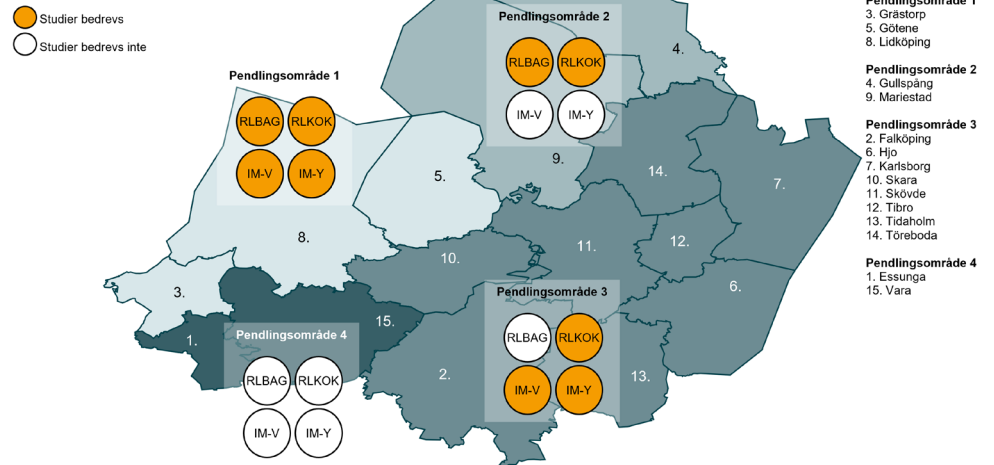 Studier bedrevs
Studier bedrevs inte
Pendlingsområde 1
RLBAG RLKOK
IM-V IM-Y
Pendlingsområde 2
RLBAG RLKOK
IM-V IM-Y
Pendlingsområde 3
RLBAG RLKOK
IM-V IM-Y
Pendlingsområde 4
RLBAG RLKOK
IM-V IM-Y
4.
9.
14.
7.
5.
8.
10.
11.
12.
3.
6.
15.
1.
2.
13.
Pendlingsområde 1
3. Grästorp
5. Götene
8. Lidköping
Pendlingsområde 2
4. Gullspång
9. Mariestad
Pendlingsområde 3
2. Falköping
6. Hjo
7. Karlsborg
10. Skara
11. Skövde
12. Tibro
13. Tidaholm
14. Töreboda
Pendlingsområde 4
1. Essunga
15. Vara